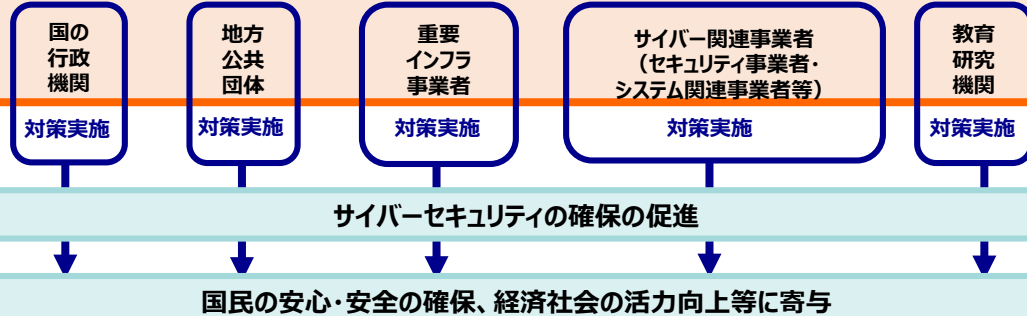 国の
行政
機関
対策実施
地方
公共
団体
対策実施
重要
インフラ
事業者
対策実施
サイバー関連事業者
（セキュリティ事業者・
システム関連事業者等）
対策実施
教育
研究
機関
対策実施
サイバーセキュリティの確保の促進
国民の安心・安全の確保、経済社会の活力向上等に寄与